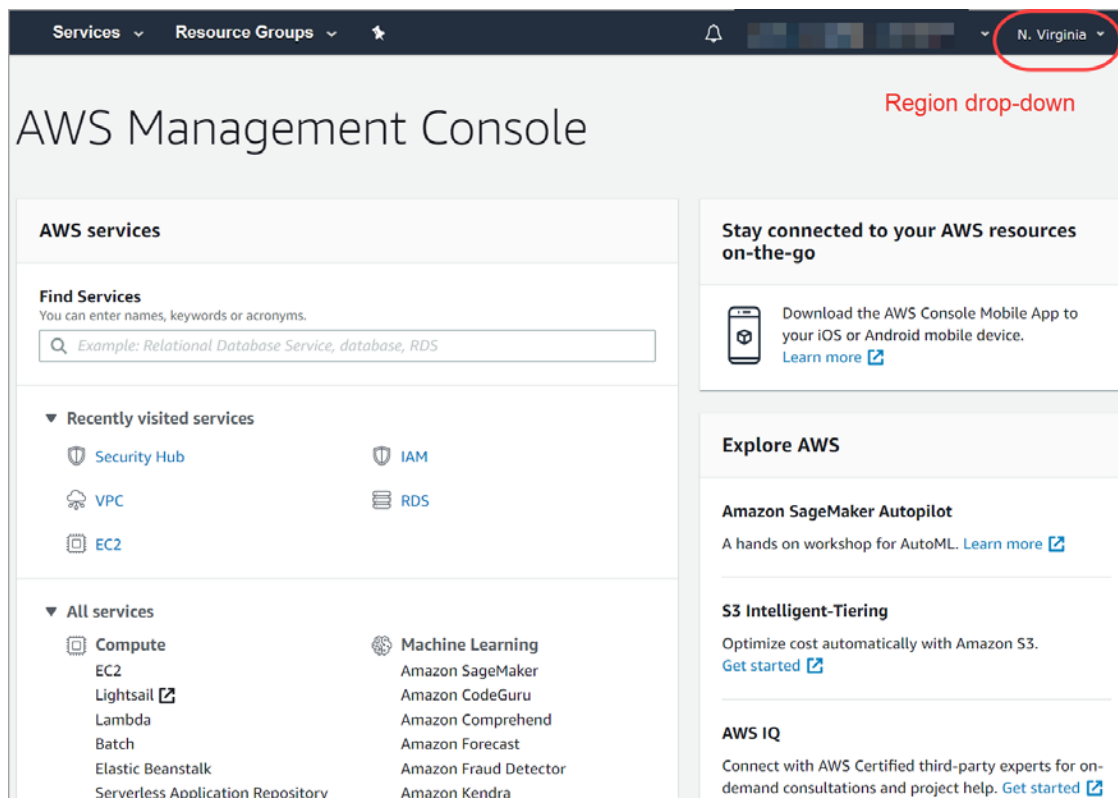 Services
Resource Groups
N. Virginia
Region drop-down
AWS Management Console
AWS services
Find Services
You can enter names, keywords or acronyms.
Example: Relational Database Service, database, RDS
Recently visited services
Security Hub
IAM
VPC
RDS
EC2
All services
Compute
EC2
Lightsail
Lambda
Batch
Elastic Beanstalk
Serverless Application Repository
Machine Learning
Amazon SageMaker
Amazon CodeGuru
Amazon Comprehend
Amazon Forecast
Amazon Fraud Detector
Amazon Kendra
Stay connected to your AWS resources
on-the-go
Download the AWS Console Mobile App to
your iOS or Android mobile device.
Learn more
Explore AWS
Amazon SageMaker Autopilot
A hands on workshop for AutoML. Learn more
S3 Intelligent-Tiering
Optimize cost automatically with Amazon S3.
Get started
AWS IQ
Connect with AWS Certified third-party experts for on-
demand consultations and project help. Get started